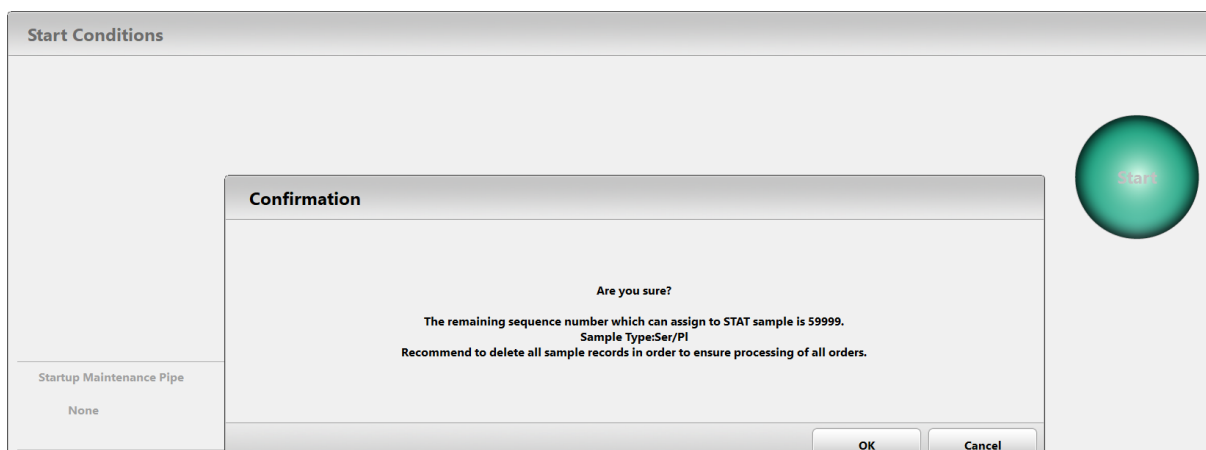 Start Conditions
Start
Confirmation
Are you sure?
The remaining sequence number which can assign to STAT sample is 59999.
Sample Type:Ser/Pl
Recommend to delete all sample records in order to ensure processing of all orders.
Startup Maintenance Pipe
None
OK
Cancel